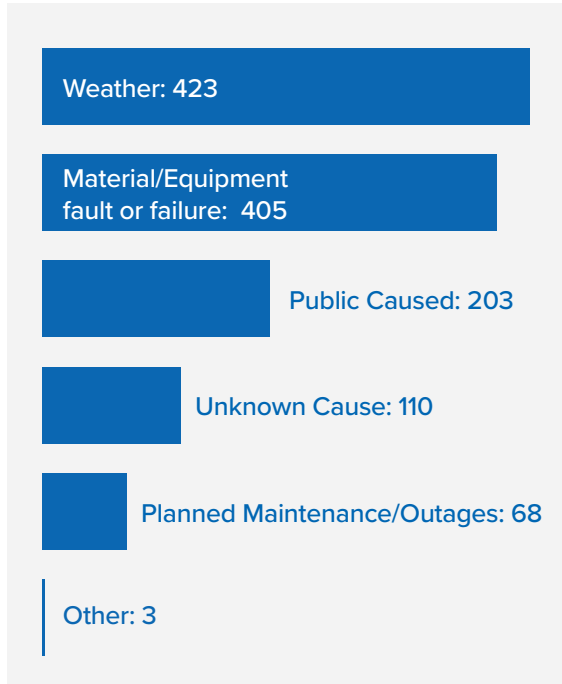 Weather: 423
Material/Equipment
fault or failure:  405
Public Caused: 203
Unknown Cause: 110
Planned Maintenance/Outages: 68
Other: 3